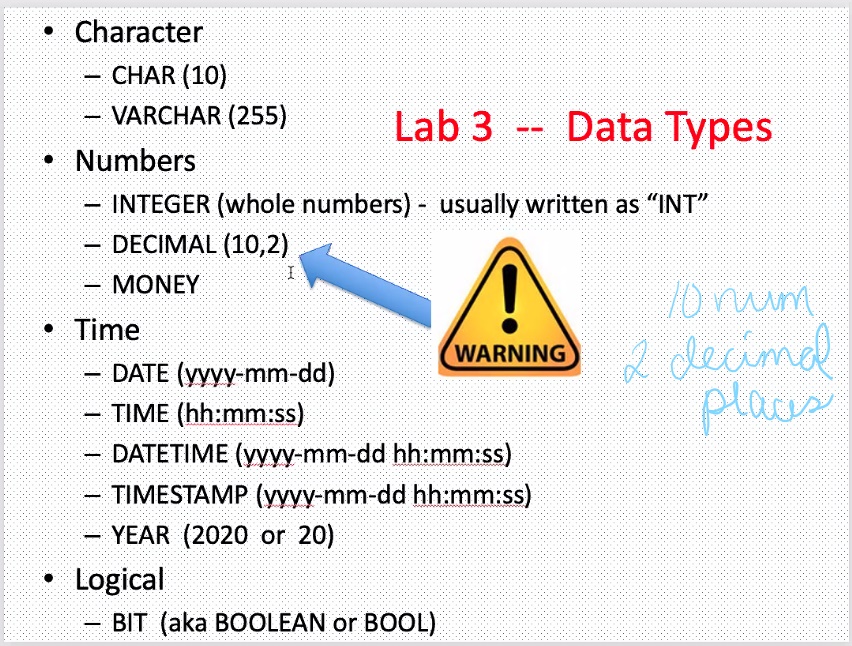 • Character
– CHAR (10)
– VARCHAR (255)
Lab 3 -- Data Types
• Numbers
– INTEGER (whole numbers) - usually written as “INT”
– DECIMAL (10,2)
– MONEY
WARNING
10 num
2 decimal
places
• Time
– DATE (yyyy-mm-dd)
– TIME (hh:mm:ss)
– DATETIME (yyyy-mm-dd hh:mm:ss)
– TIMESTAMP (yyyy-mm-dd hh:mm:ss)
– YEAR (2020 or 20)
• Logical
– BIT (aka BOOLEAN or BOOL)